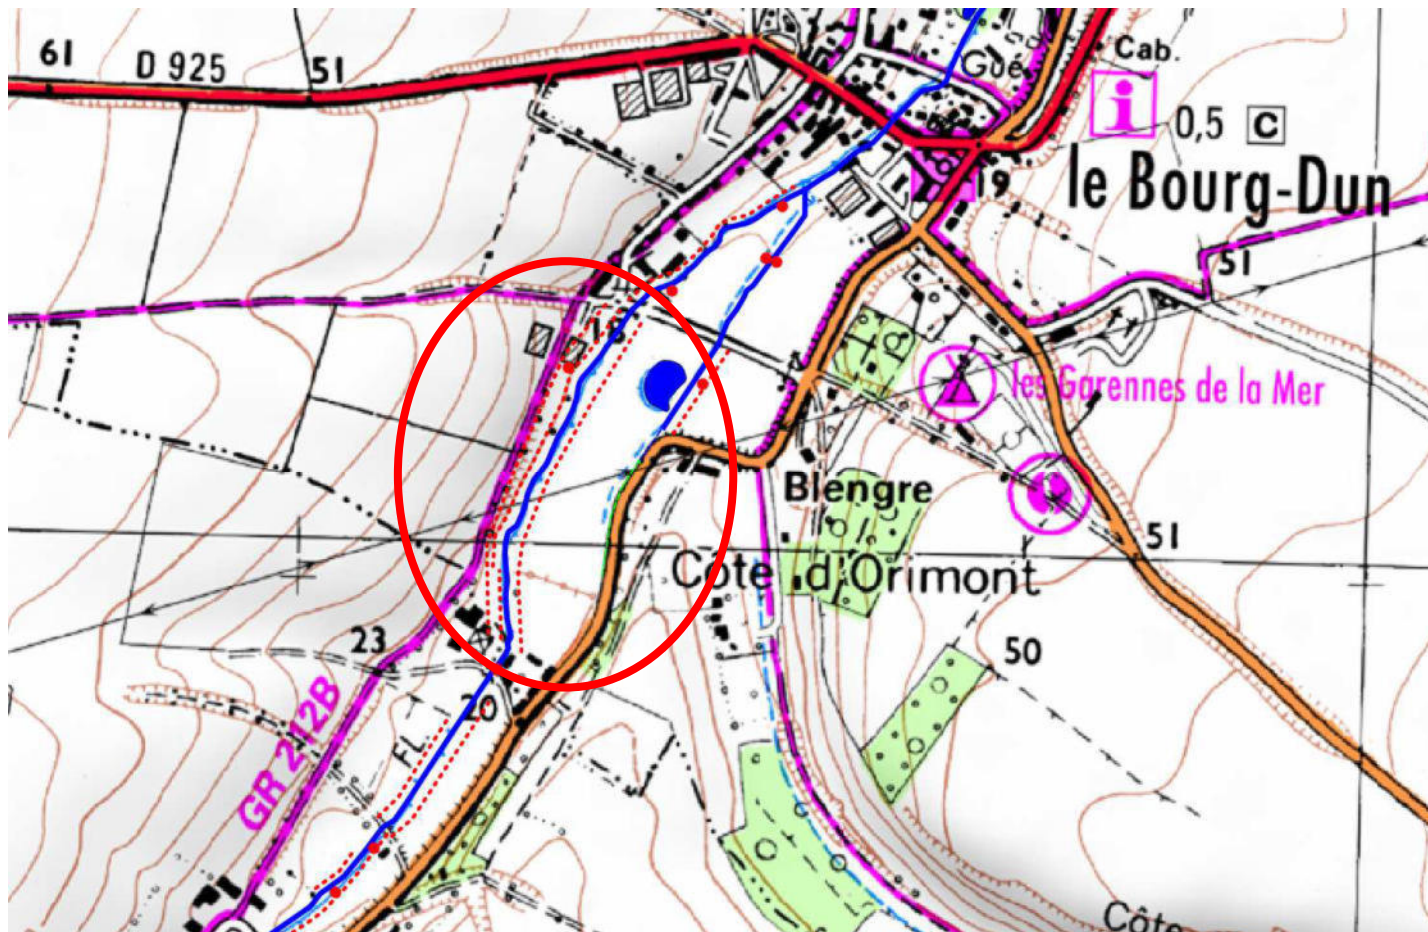 Cab.
61
D 925
51
Gué
i
0,5 C
19
le Bourg-Dun
51
18
les Garennes de la Mer
Blengre
51
Côte d'Orimont
23
50
20
GR 212B
FL.
Côte